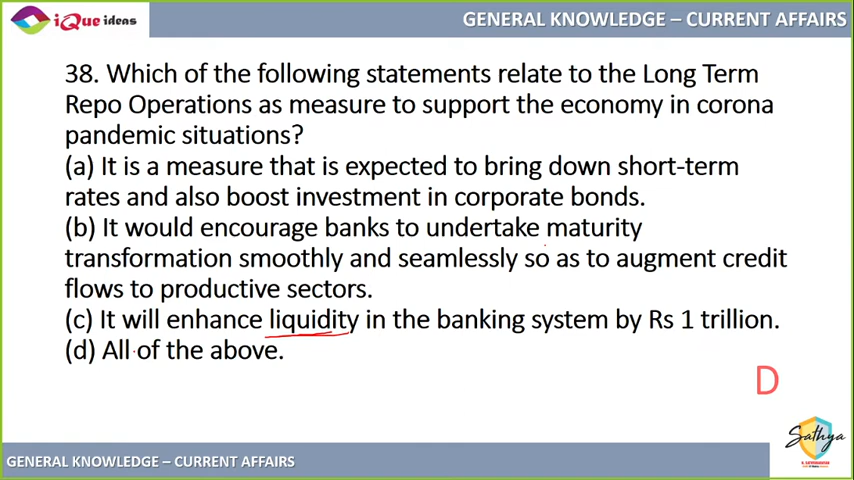 iQue ideas
GENERAL KNOWLEDGE – CURRENT AFFAIRS
38. Which of the following statements relate to the Long Term
Repo Operations as measure to support the economy in corona
pandemic situations?
(a) It is a measure that is expected to bring down short-term
rates and also boost investment in corporate bonds.
(b) It would encourage banks to undertake maturity
transformation smoothly and seamlessly so as to augment credit
flows to productive sectors.
(c) It will enhance liquidity in the banking system by Rs 1 trillion.
(d) All of the above.
D
Sathya
GENERAL KNOWLEDGE – CURRENT AFFAIRS